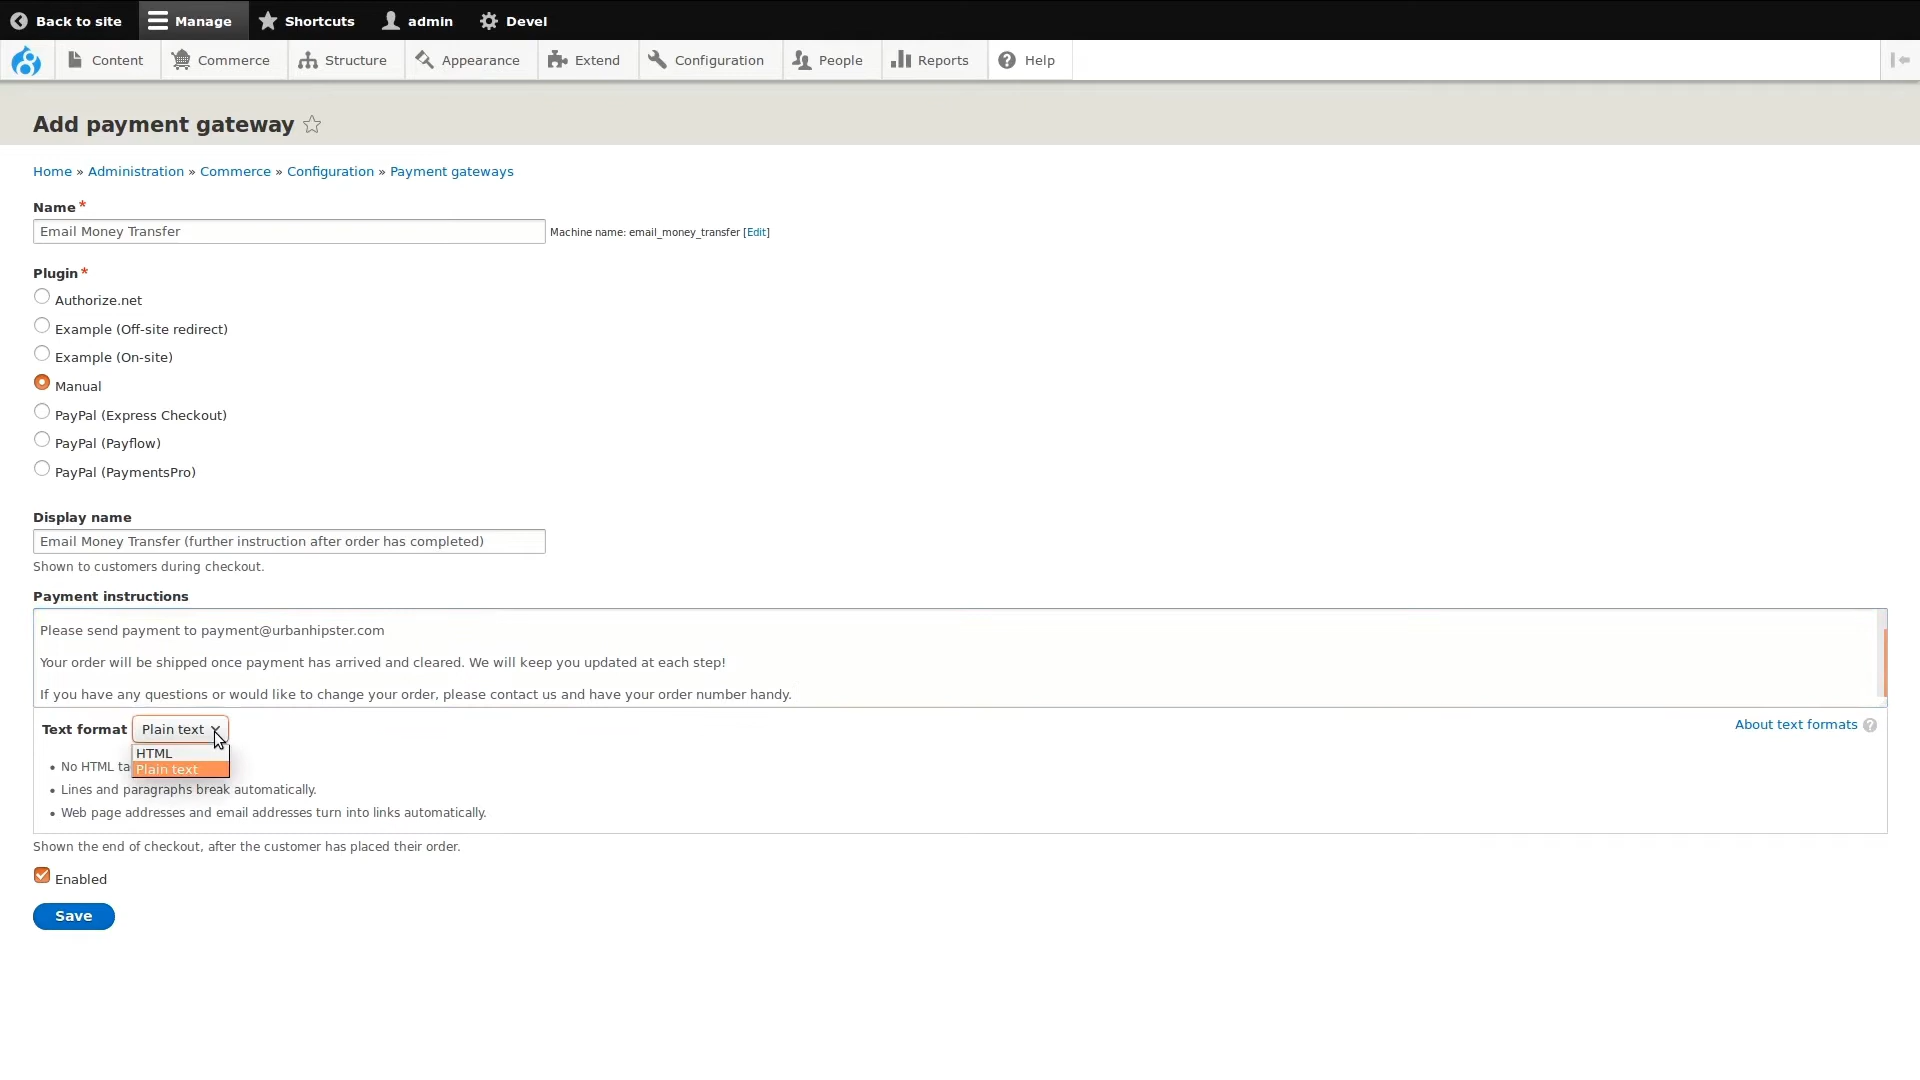 Back to site Manage Shortcuts admin Devel
Content Commerce Structure Appearance Extend Configuration People Reports Help
Add payment gateway
Home » Administration » Commerce » Configuration » Payment gateways
Name*
Email Money Transfer Machine name: email_money_transfer [Edit]
Plugin*
Authorize.net
Example (Off-site redirect)
Example (On-site)
Manual
PayPal (Express Checkout)
PayPal (Payflow)
PayPal (PaymentsPro)
Display name
Email Money Transfer (further instruction after order has completed)
Shown to customers during checkout.
Payment instructions
Please send payment to payment@urbanhipster.com
Your order will be shipped once payment has arrived and cleared. We will keep you updated at each step!
If you have any questions or would like to change your order, please contact us and have your order number handy.
Text format Plain text About text formats ?
HTML
Plain text
• No HTML ta
• Lines and paragraphs break automatically.
• Web page addresses and email addresses turn into links automatically.
Shown the end of checkout, after the customer has placed their order.
Enabled
Save